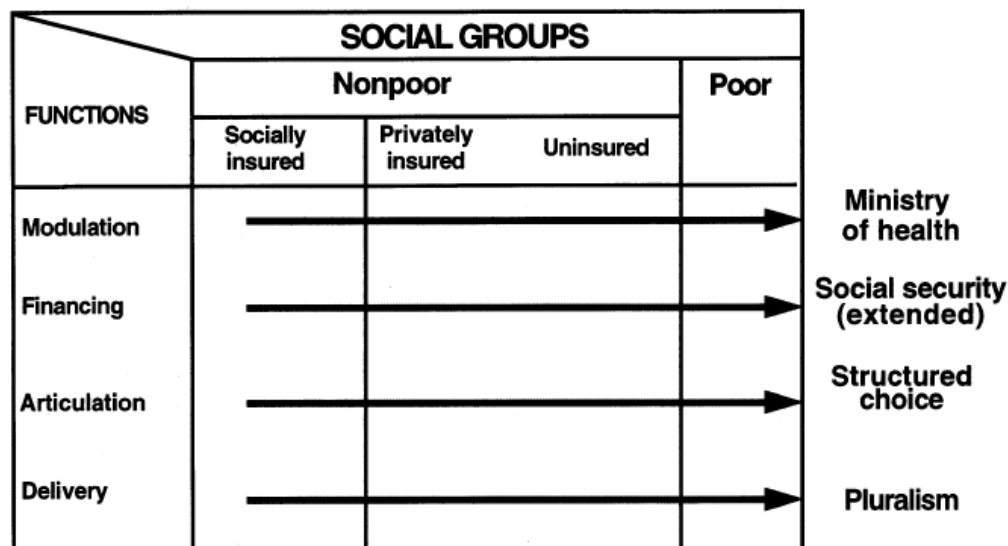 SOCIAL GROUPS
FUNCTIONS
Nonpoor
Poor
Socially
insured
Privately
insured
Uninsured
Modulation
Ministry
of health
Financing
Social security
(extended)
Articulation
Structured
choice
Delivery
Pluralism